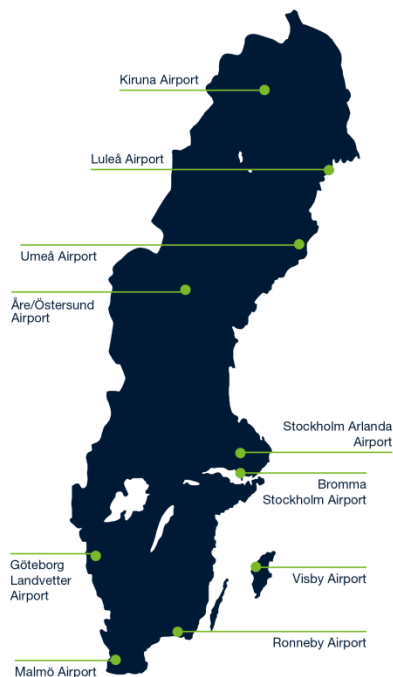 Kiruna Airport
Luleå Airport
Umeå Airport
Åre/Östersund
Airport
Stockholm Arlanda
Airport
Bromma
Stockholm Airport
Göteborg
Landvetter
Airport
Visby Airport
Ronneby Airport
Malmö Airport